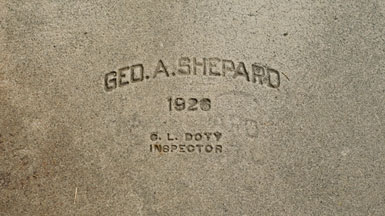 GEO. A. SHEPARD
1926
G. L. DOTY
INSPECTOR